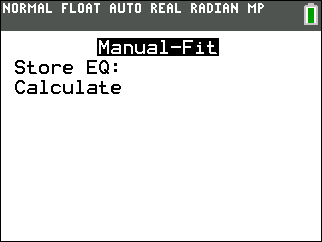 NORMAL FLOAT AUTO REAL RADIAN MP
Manual-Fit
Store EQ:
Calculate